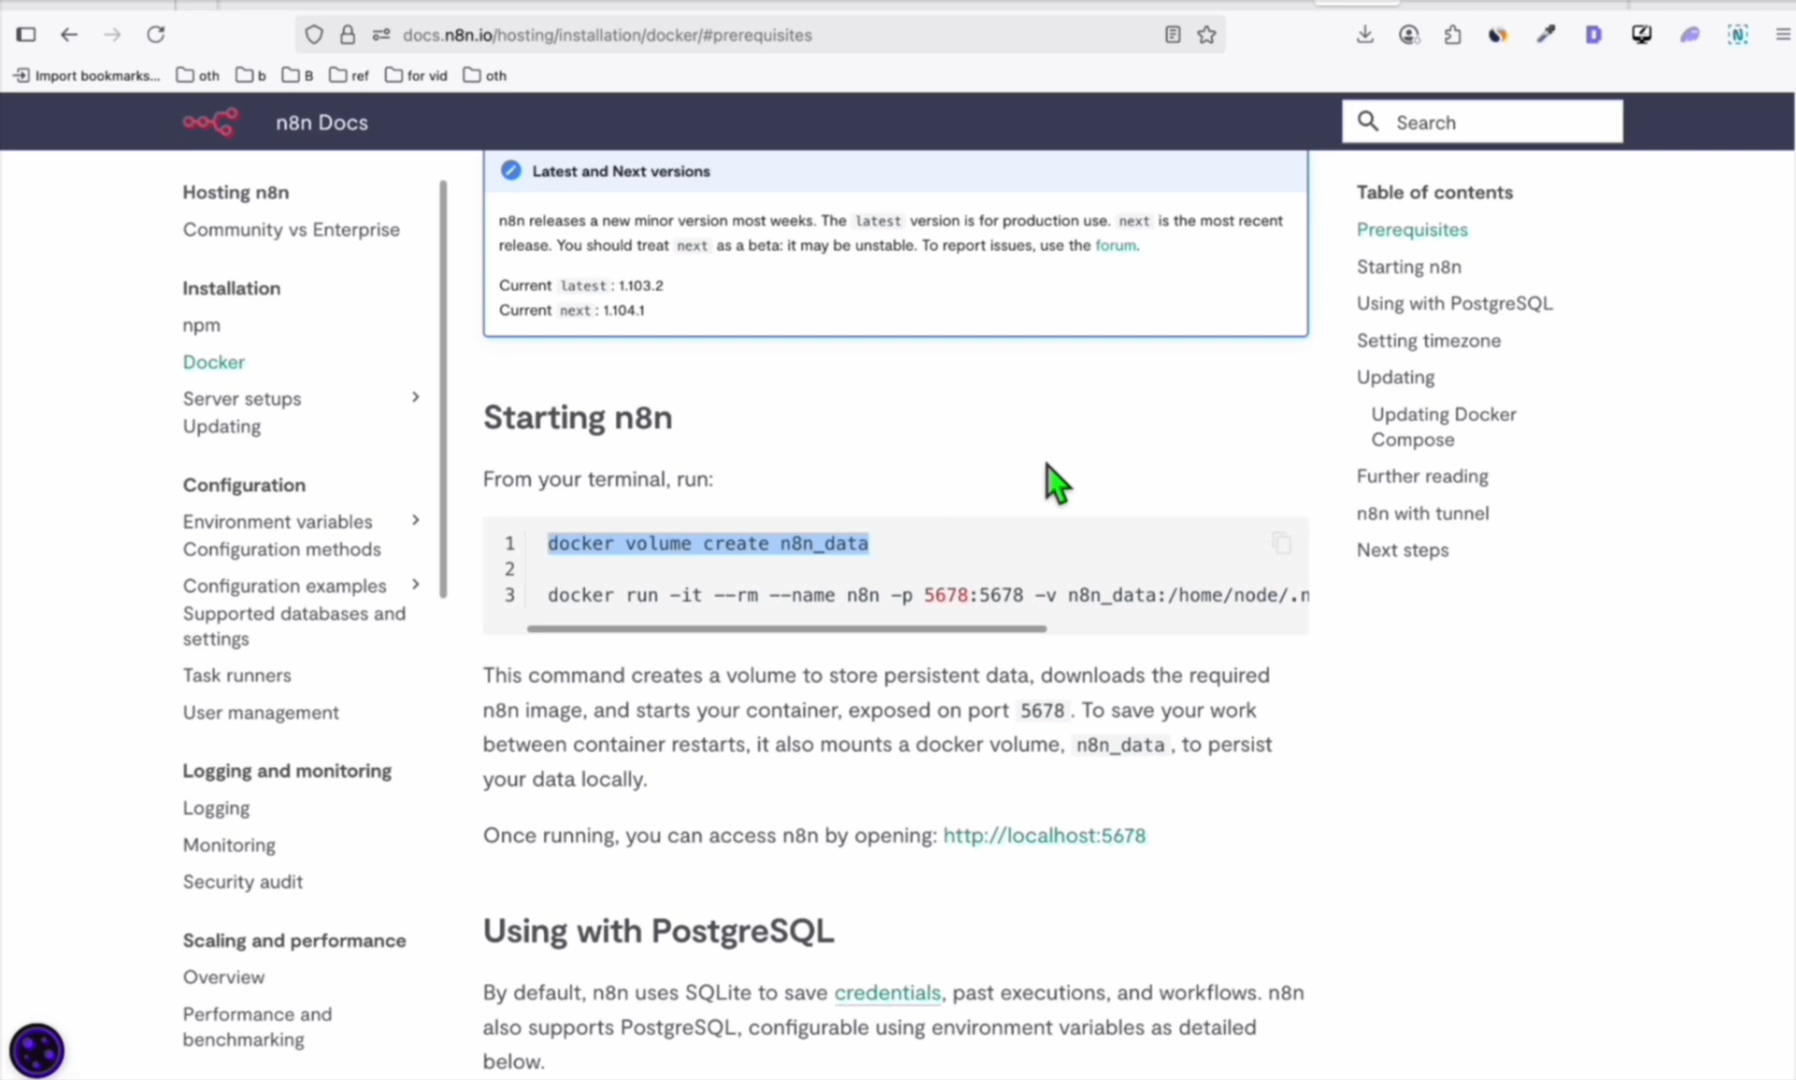 docs.n8n.io/hosting/installation/docker/#prerequisites
Import bookmarks... oth b B ref for vid oth
n8n Docs
Search
Hosting n8n
Community vs Enterprise
Installation
npm
Docker
Server setups
Updating
Configuration
Environment variables
Configuration methods
Configuration examples
Supported databases and
settings
Task runners
User management
Logging and monitoring
Logging
Monitoring
Security audit
Scaling and performance
Overview
Performance and
benchmarking
Latest and Next versions
n8n releases a new minor version most weeks. The latest version is for production use. next is the most recent
release. You should treat next as a beta: it may be unstable. To report issues, use the forum.
Current latest : 1.103.2
Current next : 1.104.1
Starting n8n
From your terminal, run:
1 docker volume create n8n_data
2
3 docker run -it --rm --name n8n -p 5678:5678 -v n8n_data:/home/node/.n
This command creates a volume to store persistent data, downloads the required
n8n image, and starts your container, exposed on port 5678. To save your work
between container restarts, it also mounts a docker volume, n8n_data, to persist
your data locally.
Once running, you can access n8n by opening: http://localhost:5678
Using with PostgreSQL
By default, n8n uses SQLite to save credentials, past executions, and workflows. n8n
also supports PostgreSQL, configurable using environment variables as detailed
below.
Table of contents
Prerequisites
Starting n8n
Using with PostgreSQL
Setting timezone
Updating
Updating Docker
Compose
Further reading
n8n with tunnel
Next steps